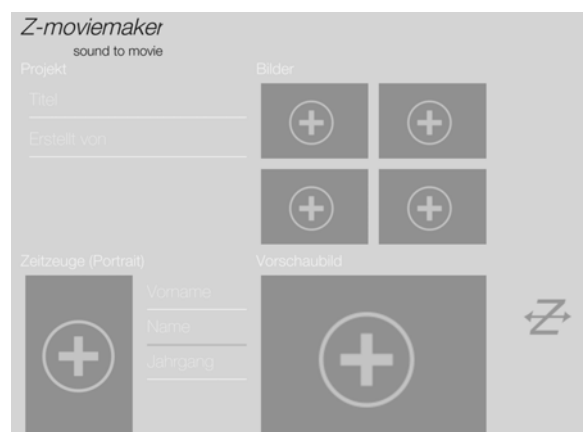 Z-moviemaker
sound to movie
Projekt
Titel
Erstellt von
Bilder
Zeitzeuge (Portrait)
Vorname
Name
Jahrgang
Vorschaubild
Z